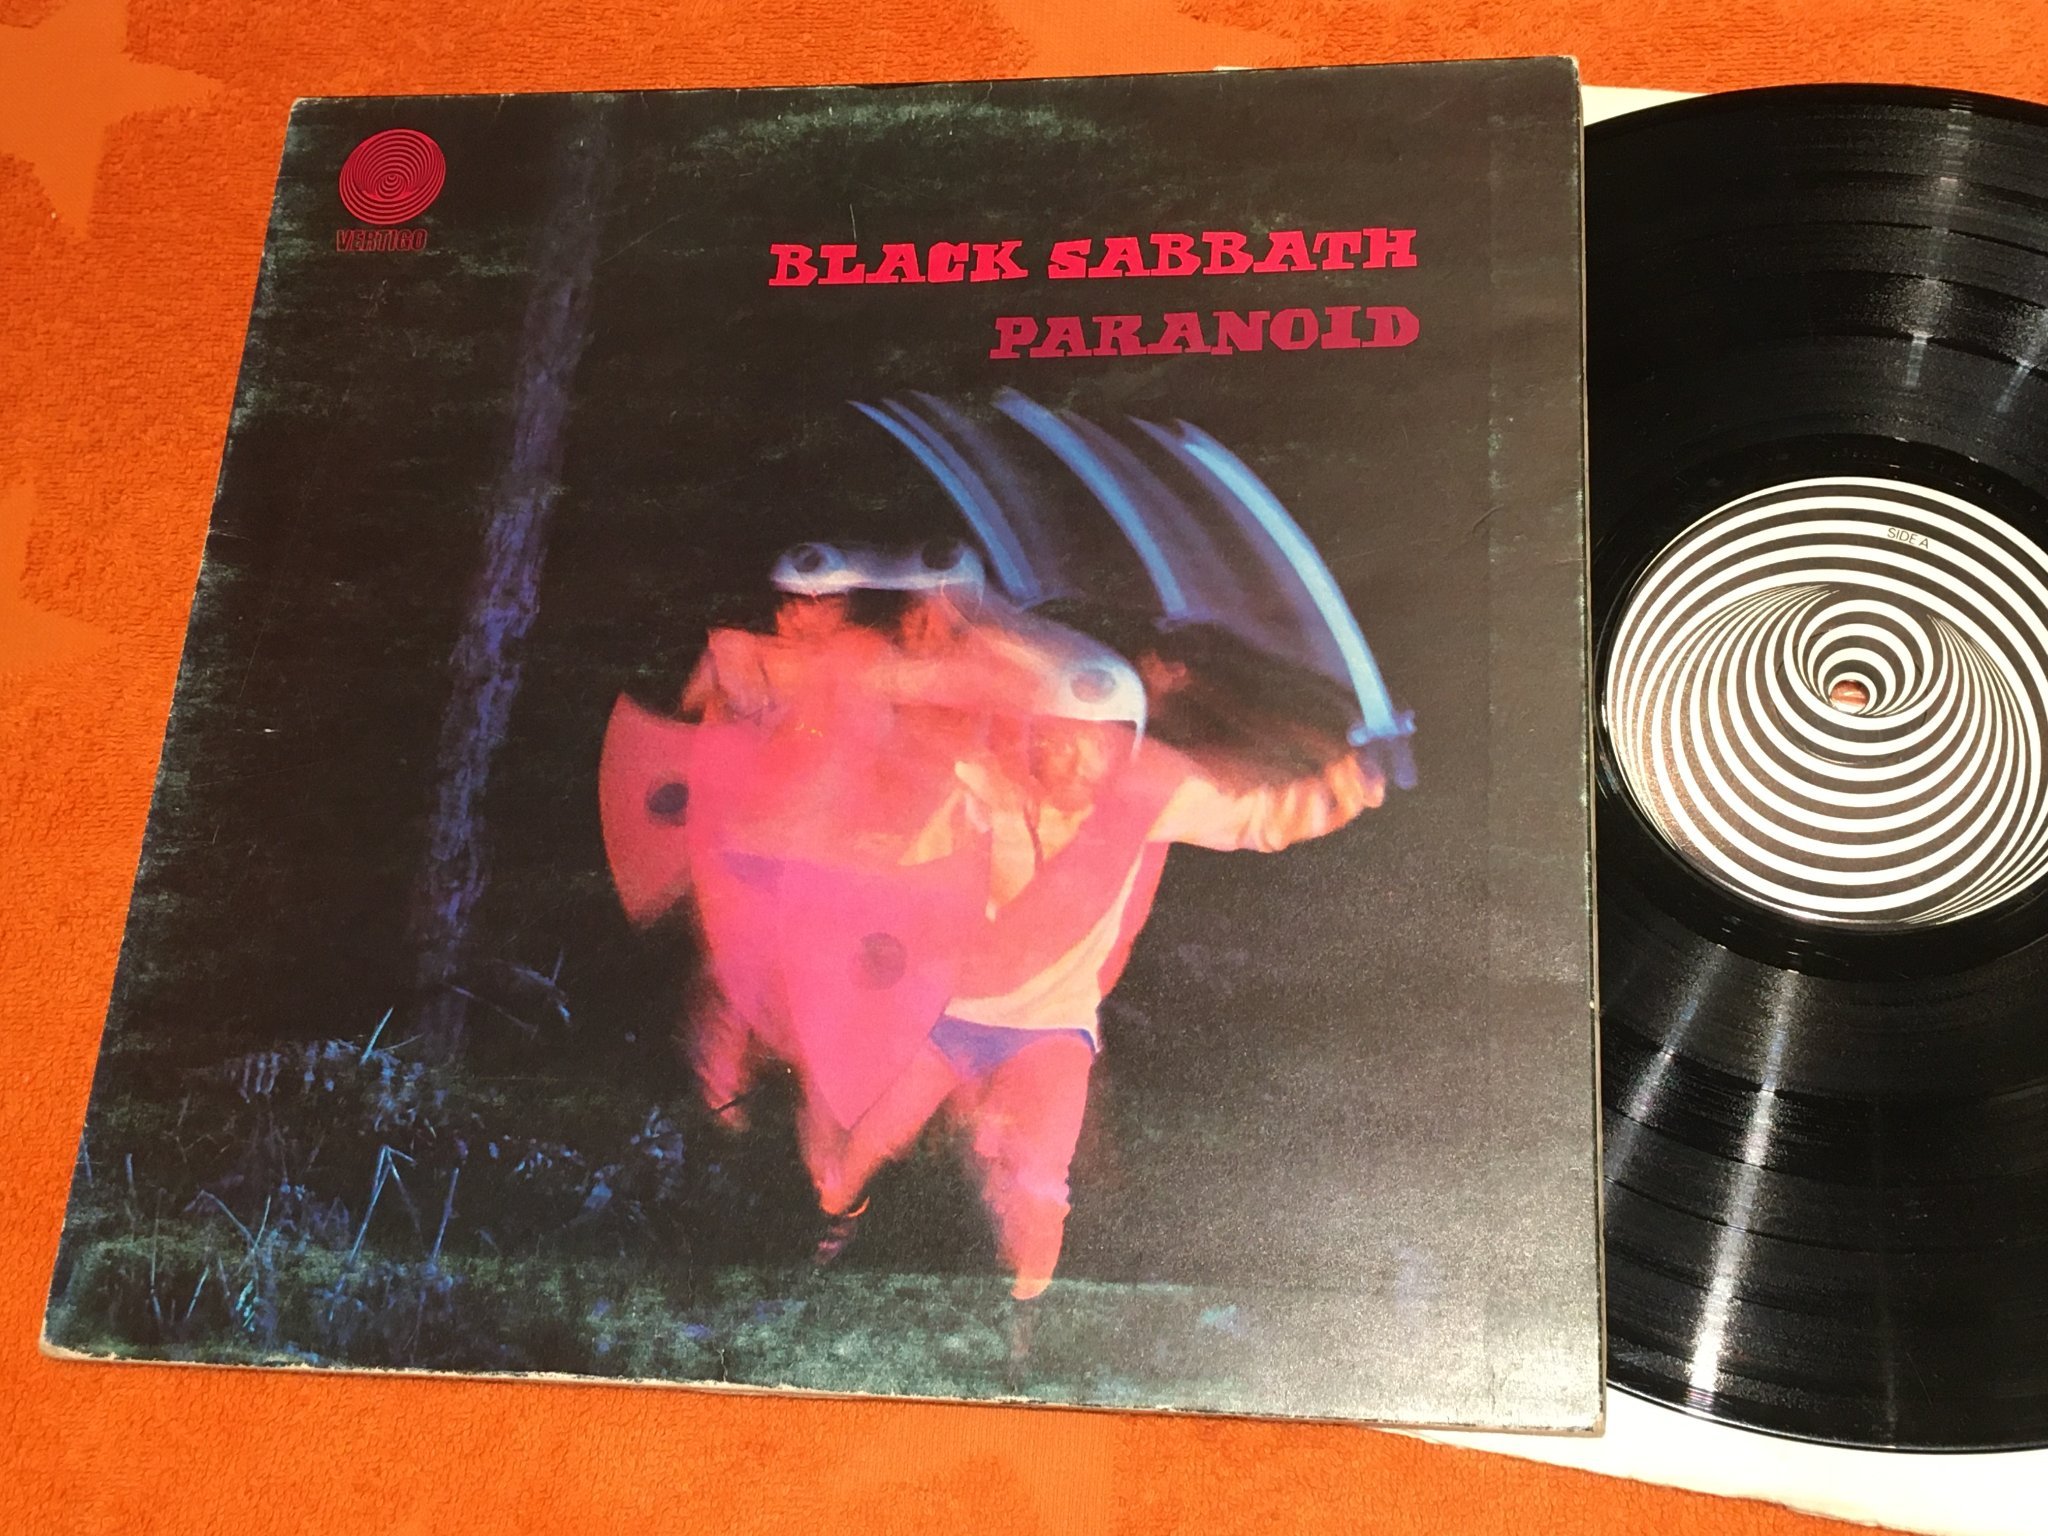 VERTIGO
BLACK SABBATH
PARANOID
SIDE A